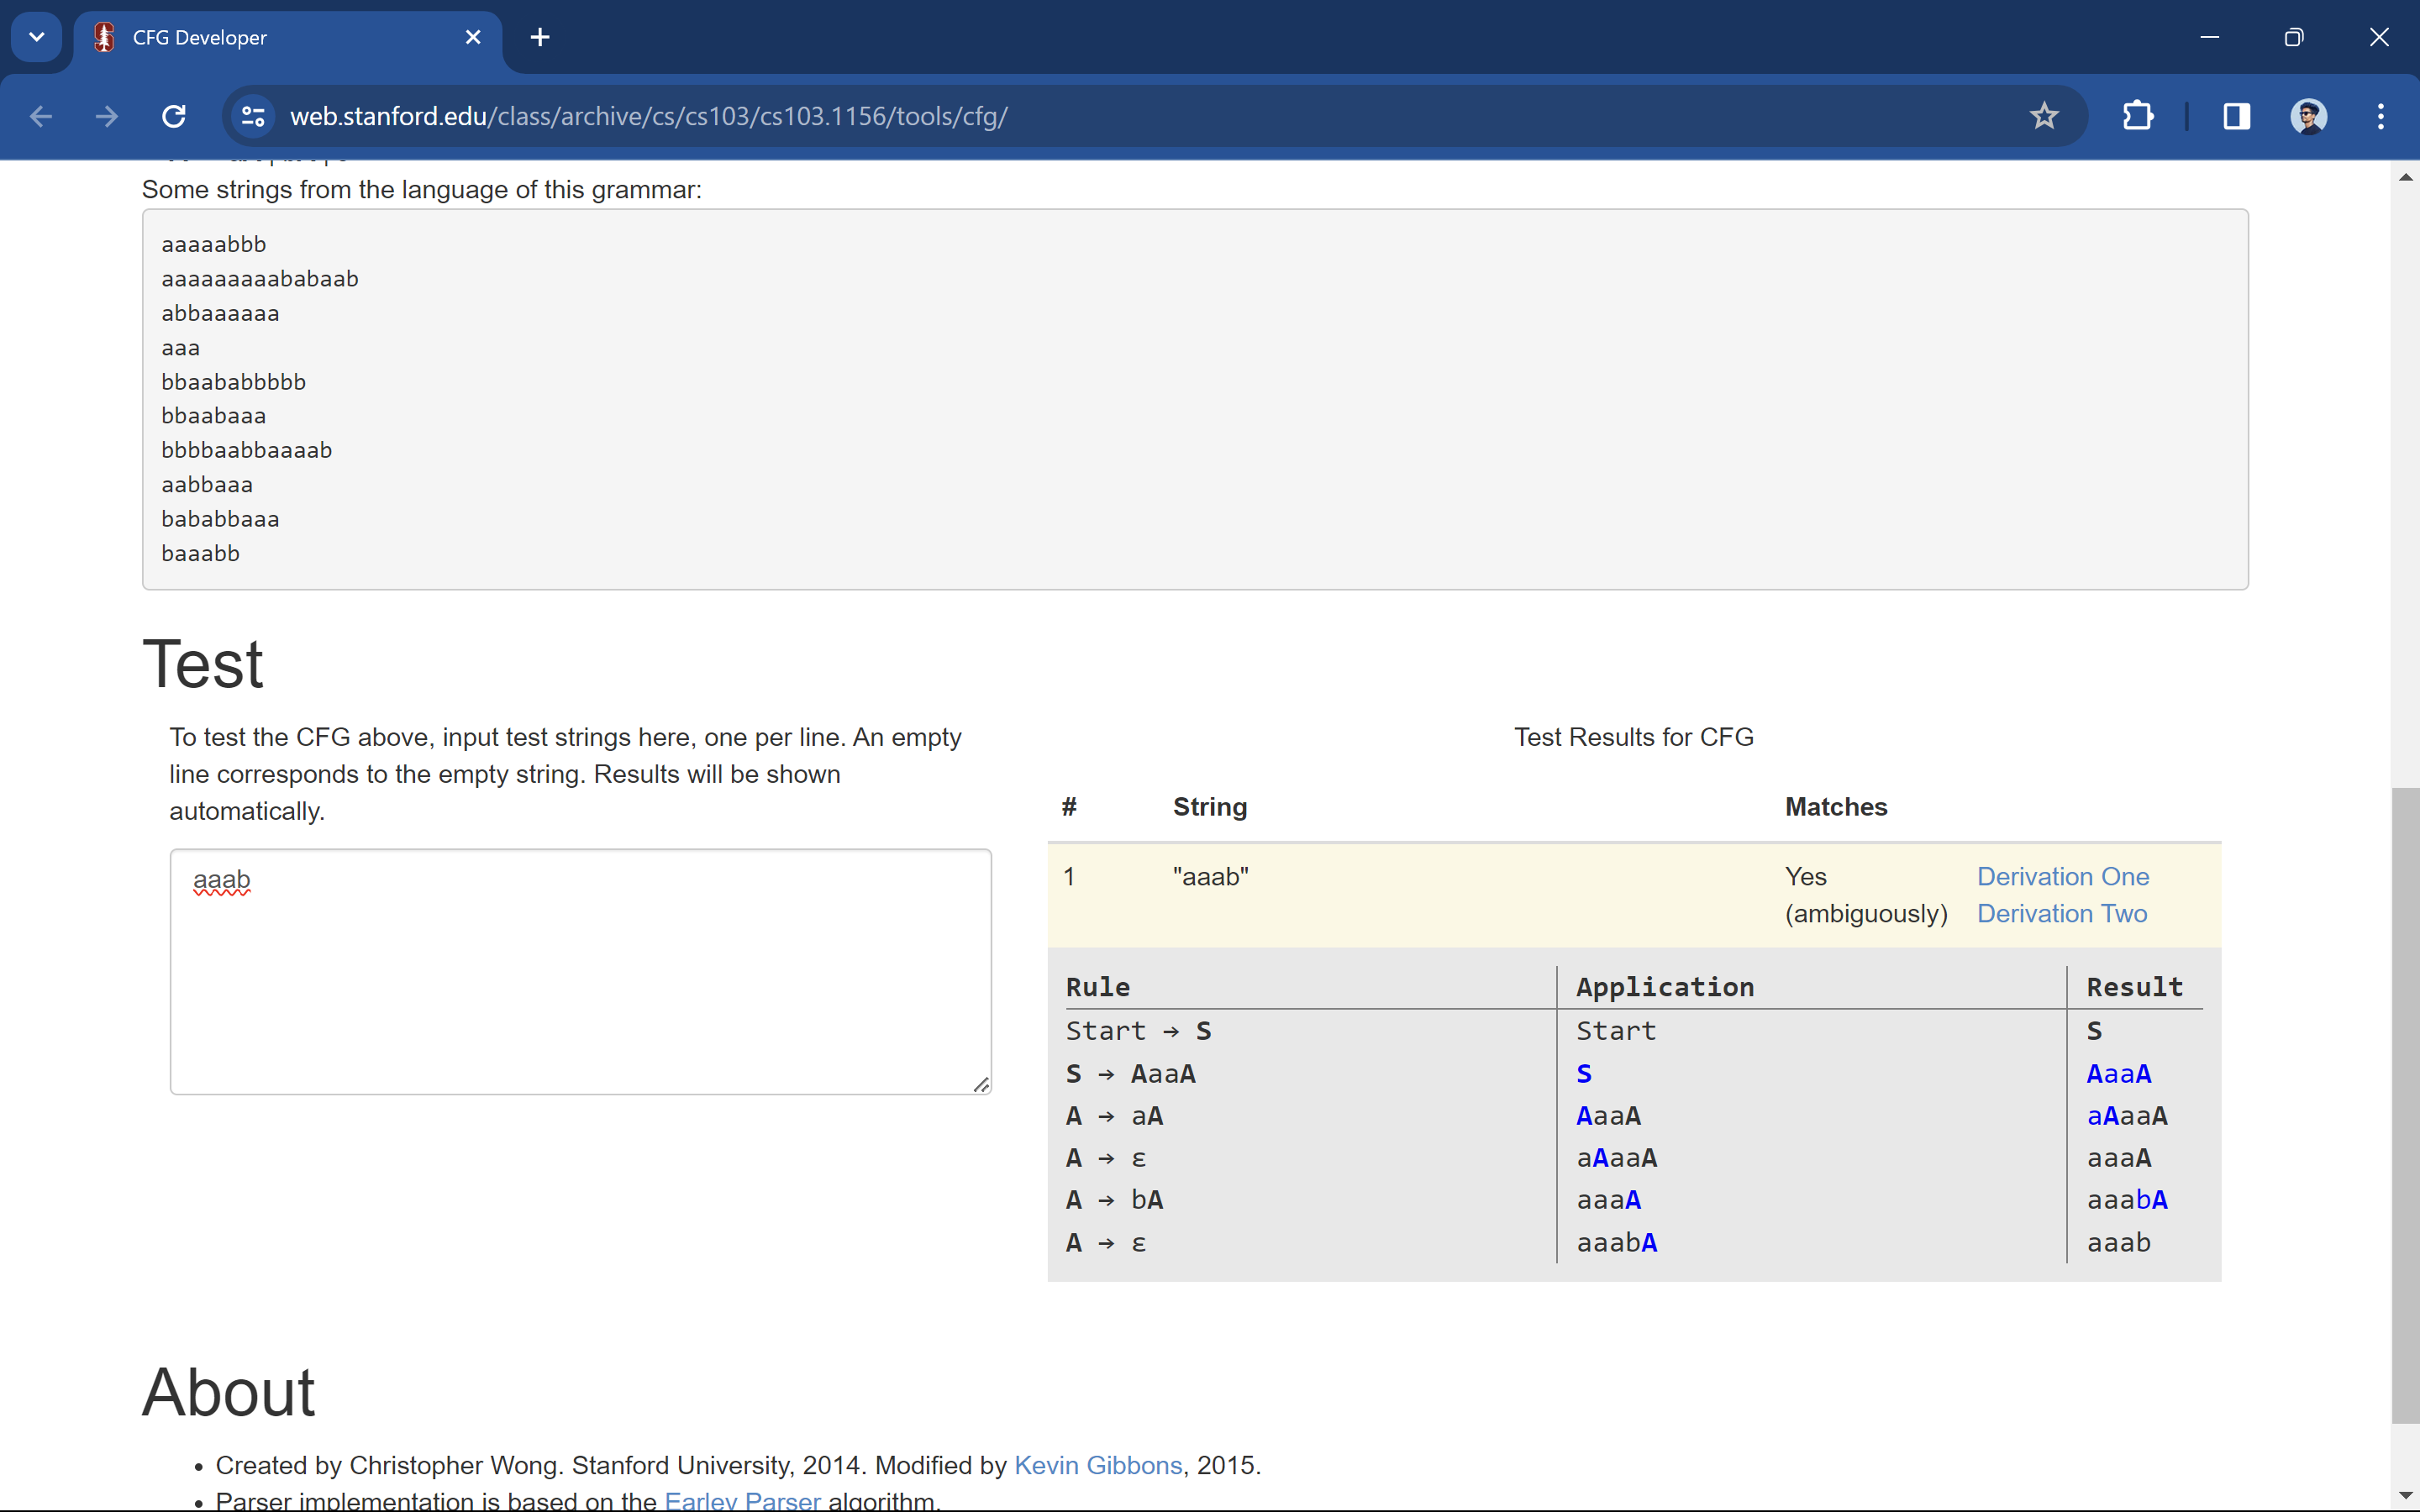 CFG Developer
web.stanford.edu/class/archive/cs/cs103/cs103.1156/tools/cfg/
Some strings from the language of this grammar:
aaaaabbb
aaaaaaaaababaab
abbaaaaaa
aaa
bbaababbbbb
bbaabaaa
bbbbaabbaaaab
aabbaaa
bababbaaa
baaabb
Test
To test the CFG above, input test strings here, one per line. An empty
line corresponds to the empty string. Results will be shown
automatically.
aaab
Test Results for CFG
# String Matches
1 "aaab" Yes Derivation One
(ambiguously) Derivation Two
Rule Application Result
Start → S Start S
S → AaaA S AaaA
A → aA AaaA aAaaA
A → ε aAaaA aaaA
A → bA aaaA aaabA
A → ε aaabA aaab
About
• Created by Christopher Wong. Stanford University, 2014. Modified by Kevin Gibbons, 2015.
• Parser implementation is based on the Earley Parser algorithm.